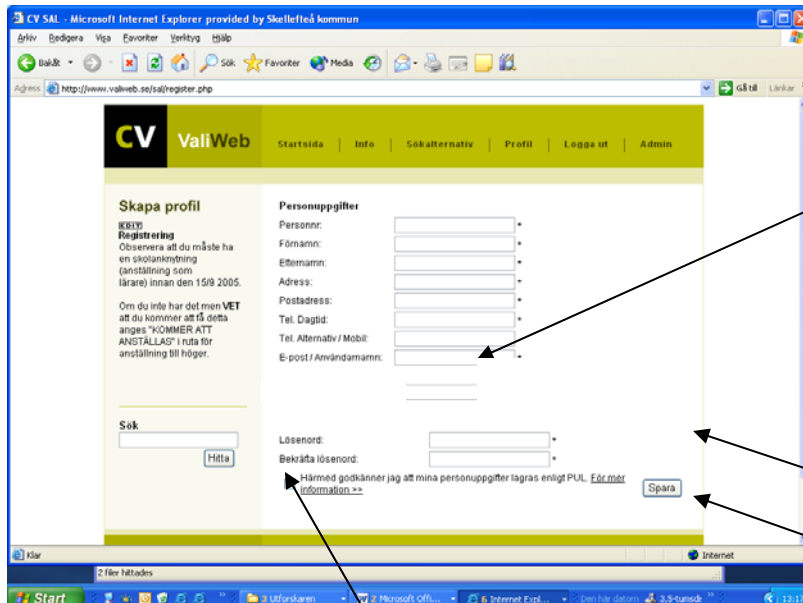 CV SAL - Microsoft Internet Explorer provided by Skellefteå kommun
Arkiv Redigera Visa Favoriter Verktyg Hjälp
Bakåt Sök Favoriter Media
Adress http://www.valiweb.se/sal/register.php Gå till Länkar
CV ValiWeb Startsida | Info | Sökalternativ | Profil | Logga ut | Admin
Skapa profil
EDIT
Registrering
Observera att du måste ha
en skolanknytning
(anställning som
lärare) innan den 15/9 2005.
Om du inte har det men VET
att du kommer att få detta
anges "KOMMER ATT
ANSTÄLLAS" i ruta för
anställning till höger.
Sök
Hitta
Personuppgifter
Personnr: *
Förnamn: *
Efternamn: *
Adress: *
Postadress: *
Tel. Dagtid: *
Tel. Alternativ / Mobil:
E-post / Användarnamn: *
Lösenord: *
Bekräfta lösenord: *
Härmed godkänner jag att mina personuppgifter lagras enligt PUL. För mer
information >>
Spara
Klar Internet
2 filer hittades
Start 3 Utforskaren 2 Microsoft Offi... 6 Internet Expl... Den här datorn 3,5-tumsdi 13:17